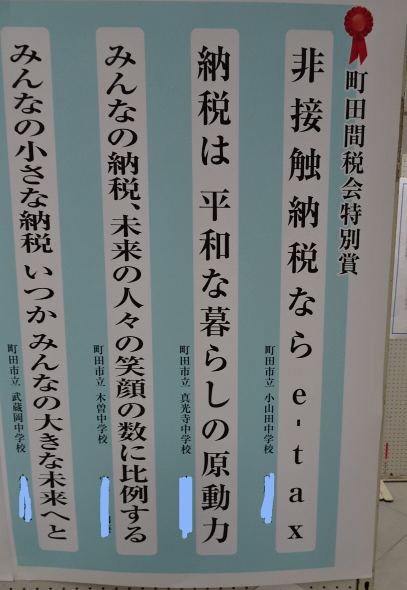 町田間税会特別賞
非接触納税なら e-tax
町田市立 小山田中学校
納税は 平和な暮らしの原動力
町田市立 真光寺中学校
みんなの納税、未来の人々の笑顔の数に比例する
町田市立 木曽中学校
みんなの小さな納税 いつか みんなの大きな未来へと
町田市立 武蔵岡中学校